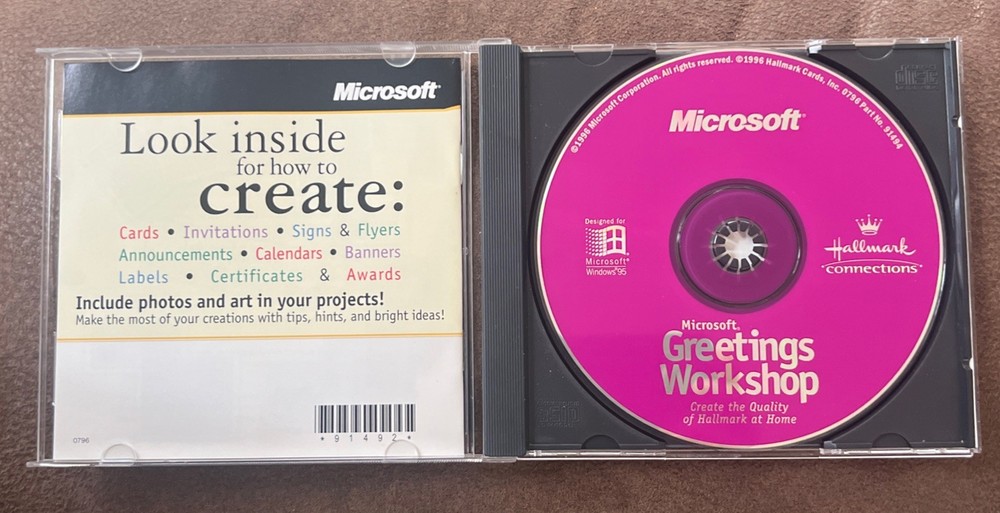 Microsoft®
Look inside
for how to
create:
Cards • Invitations • Signs & Flyers
Announcements • Calendars • Banners
Labels • Certificates & Awards
Include photos and art in your projects!
Make the most of your creations with tips, hints, and bright ideas!
*91492*
0796
©1996 Microsoft Corporation. All rights reserved. ©1996 Hallmark Cards, Inc. 0796 Part No. 91494
Microsoft®
Designed for
Microsoft®
Windows®95
Hallmark
connections®
Microsoft®
Greetings
Workshop
Create the Quality
of Hallmark at Home